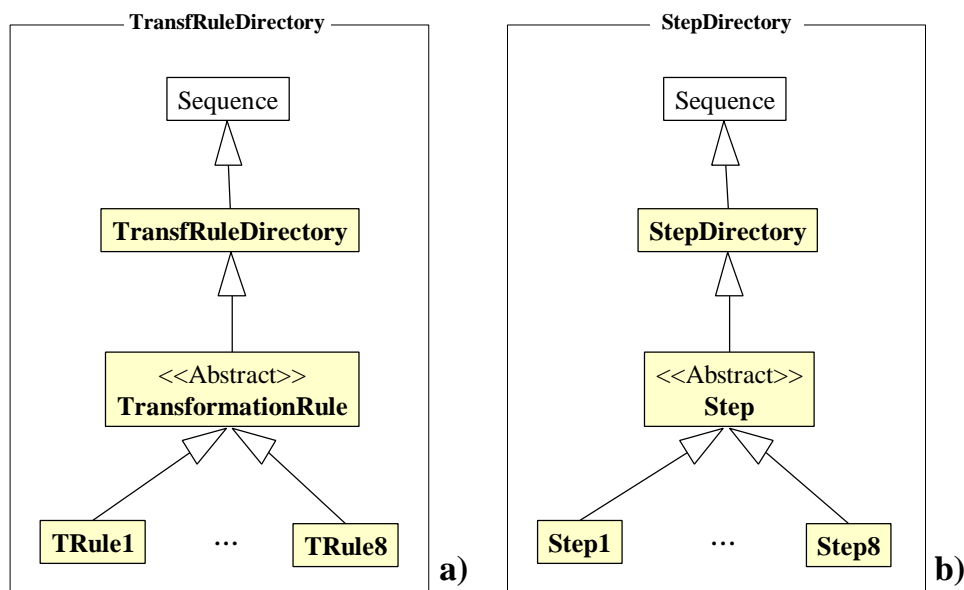 TransfRuleDirectory
Sequence
TransfRuleDirectory
<<Abstract>>
TransformationRule
TRule1
...
TRule8
a)
StepDirectory
Sequence
StepDirectory
<<Abstract>>
Step
Step1
...
Step8
b)